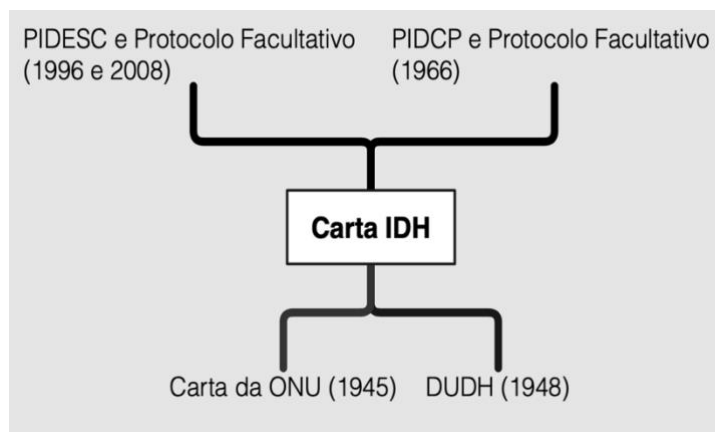 PIDESC e Protocolo Facultativo
(1996 e 2008)
PIDCP e Protocolo Facultativo
(1966)
Carta IDH
Carta da ONU (1945)
DUDH (1948)